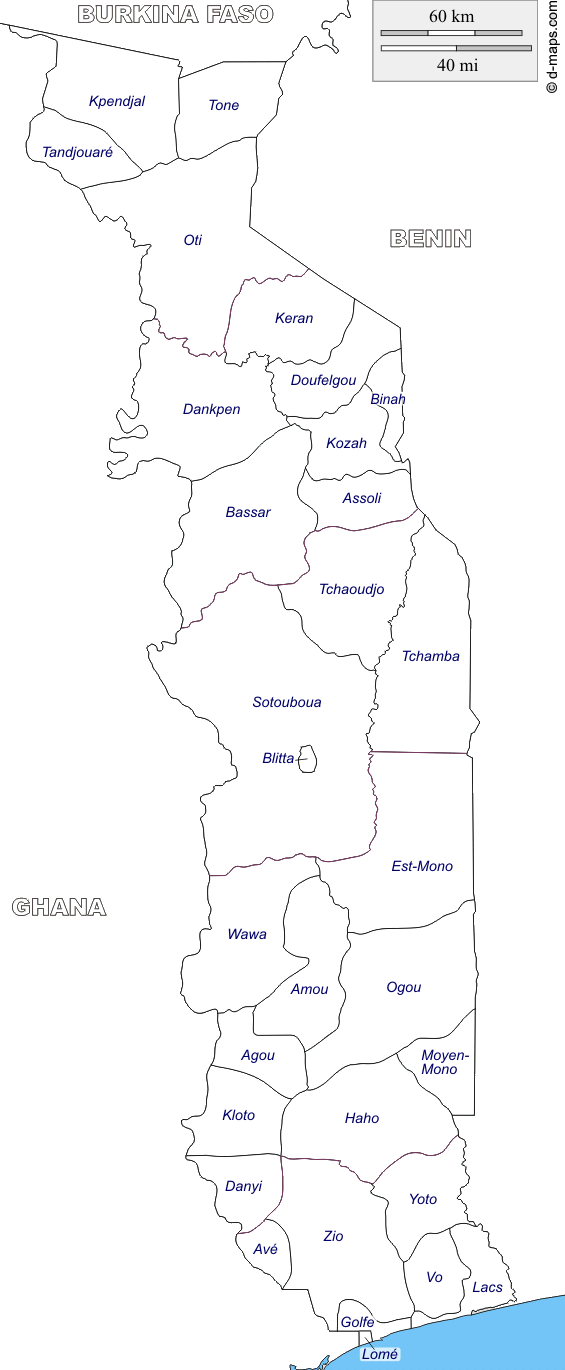 BURKINA FASO
60 km
40 mi
© d-maps.com
Kpendjal
Tone
Tandjouaré
Oti
BENIN
Keran
Doufelgou
Binah
Dankpen
Kozah
Assoli
Bassar
Tchaoudjo
Tchamba
Sotouboua
Blitta
Est-Mono
GHANA
Wawa
Amou
Ogou
Agou
Moyen-
Mono
Kloto
Haho
Danyi
Yoto
Avé
Zio
Vo
Lacs
Golfe
Lomé